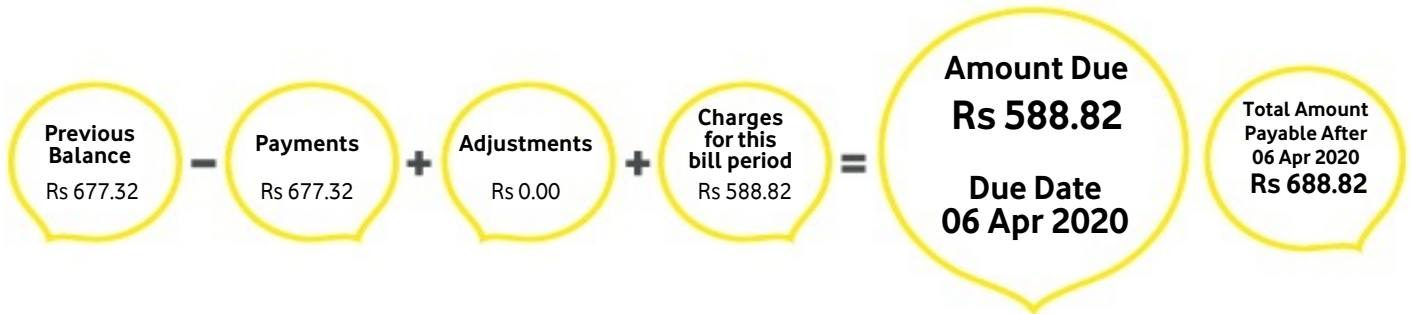 Previous
Balance
Rs 677.32
-
Payments
Rs 677.32
+
Adjustments
Rs 0.00
+
Charges
for this
bill period
Rs 588.82
=
Amount Due
Rs 588.82
Due Date
06 Apr 2020
Total Amount
Payable After
06 Apr 2020
Rs 688.82